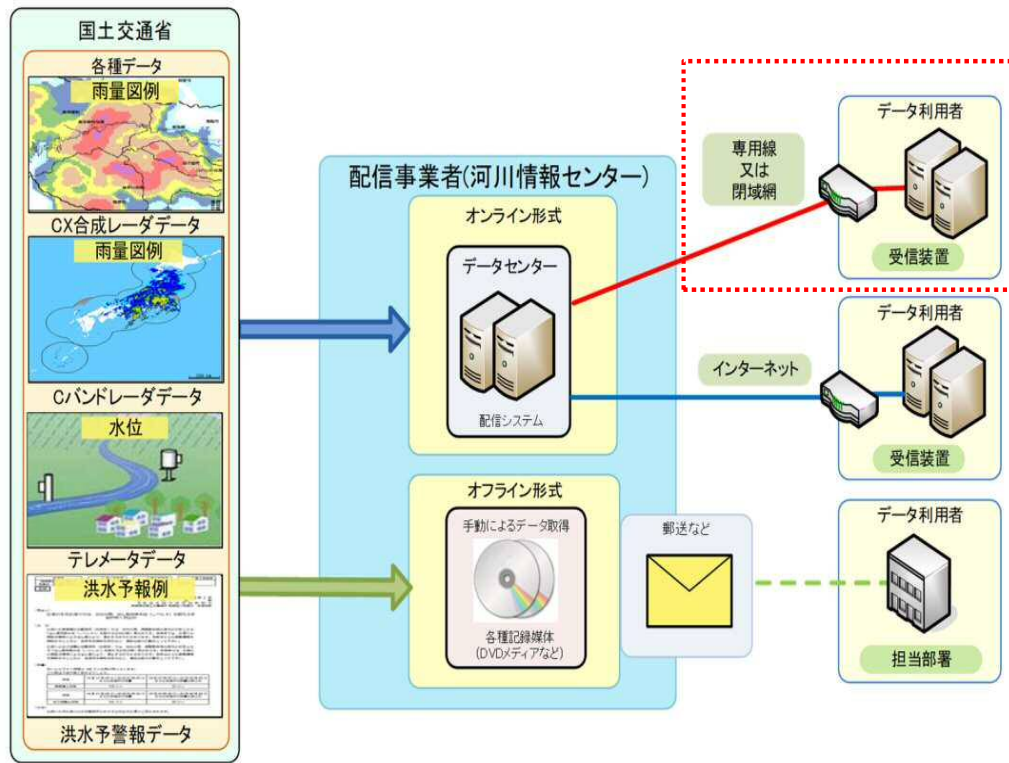 国土交通省
各種データ
雨量図例
CX合成レーダデータ
雨量図例
Cバンドレーダデータ
水位
テレメータデータ
洪水予報例
洪水予警報データ
配信事業者(河川情報センター)
オンライン形式
データセンター
配信システム
オフライン形式
手動によるデータ取得
各種記録媒体
(DVDメディアなど)
郵送など
専用線
又は
閉域網
データ利用者
受信装置
インターネット
データ利用者
受信装置
データ利用者
担当部署